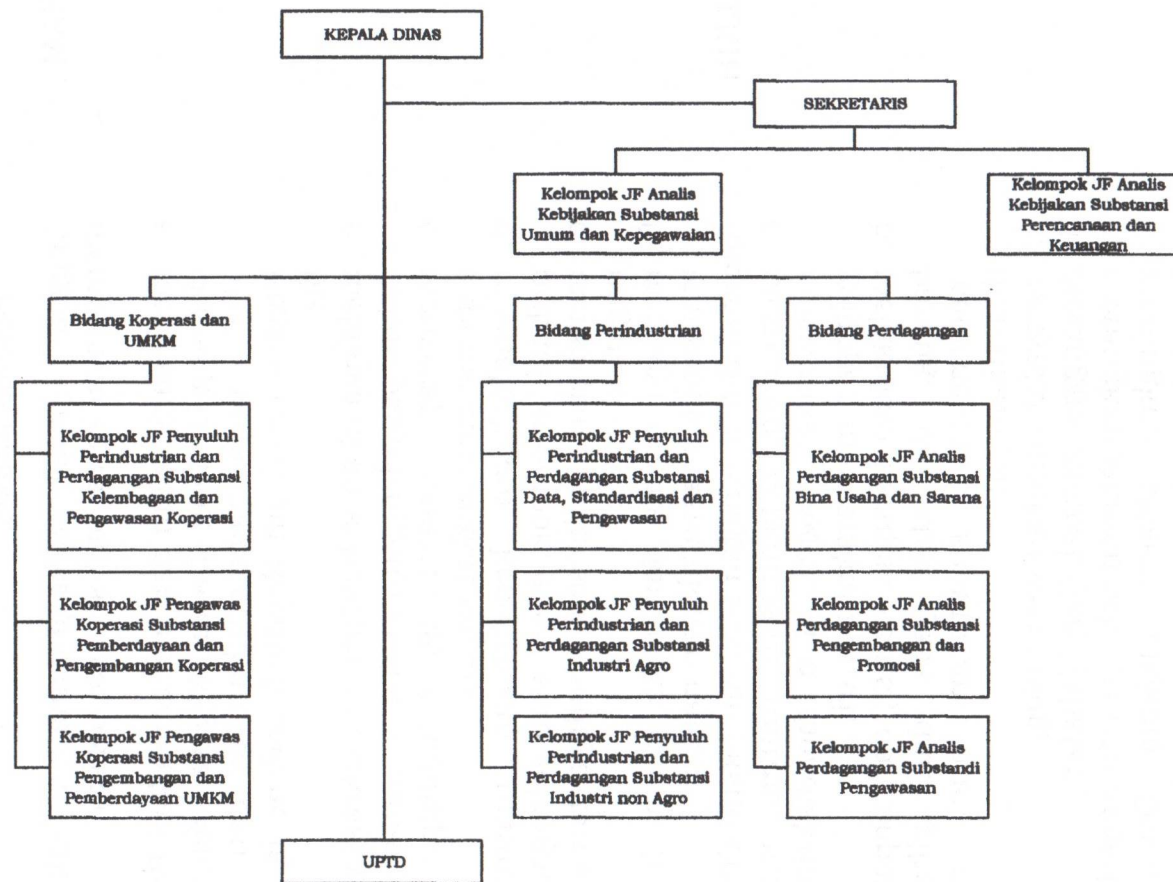 KEPALA DINAS
SEKRETARIS
Kelompok JF Analis
Kebijakan Substansi
Umum dan Kepegawaian
Kelompok JF Analis
Kebijakan Substansi
Perencanaan dan
Keuangan
Bidang Koperasi dan
UMKM
Bidang Perindustrian
Bidang Perdagangan
Kelompok JF Penyuluh
Perindustrian dan
Perdagangan Substansi
Kelembagaan dan
Pengawasan Koperasi
Kelompok JF Penyuluh
Perindustrian dan
Perdagangan Substansi
Data, Standardisasi dan
Pengawasan
Kelompok JF Analis
Perdagangan Substansi
Bina Usaha dan Sarana
Kelompok JF Pengawas
Koperasi Substansi
Pemberdayaan dan
Pengembangan Koperasi
Kelompok JF Penyuluh
Perindustrian dan
Perdagangan Substansi
Industri Agro
Kelompok JF Analis
Perdagangan Substansi
Pengembangan dan
Promosi
Kelompok JF Pengawas
Koperasi Substansi
Pengembangan dan
Pemberdayaan UMKM
Kelompok JF Penyuluh
Perindustrian dan
Perdagangan Substansi
Industri non Agro
Kelompok JF Analis
Perdagangan Substandi
Pengawasan
UPTD